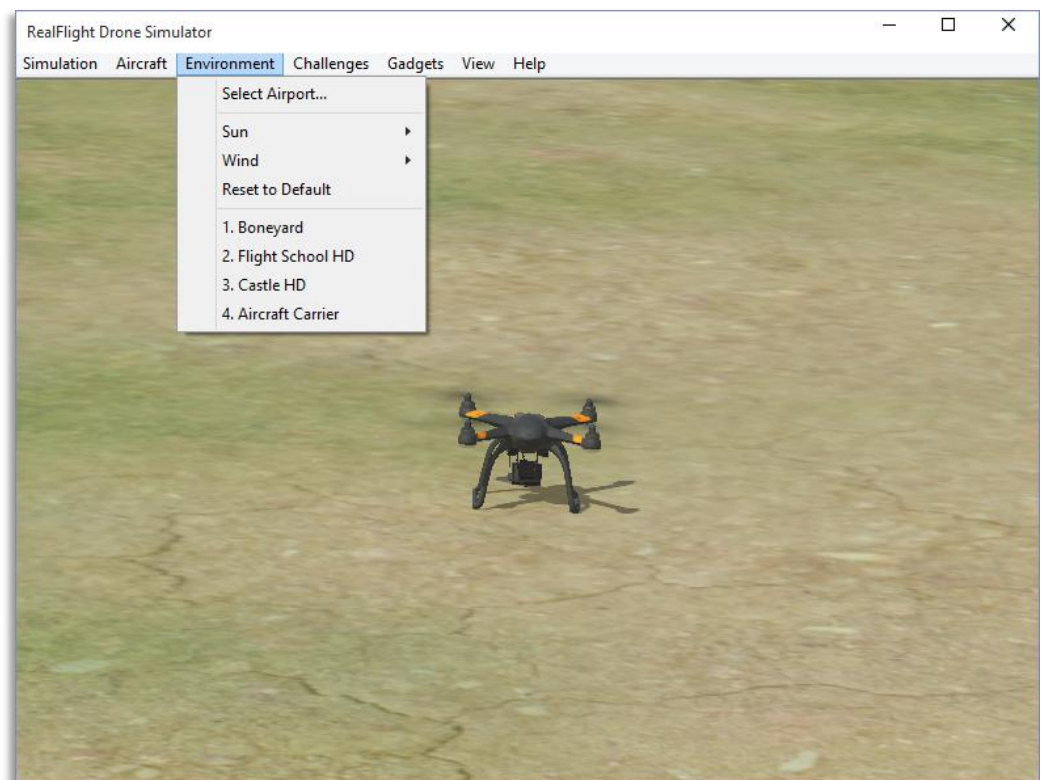 RealFlight Drone Simulator
Simulation Aircraft Environment Challenges Gadgets View Help
Select Airport...
Sun
Wind
Reset to Default
1. Boneyard
2. Flight School HD
3. Castle HD
4. Aircraft Carrier